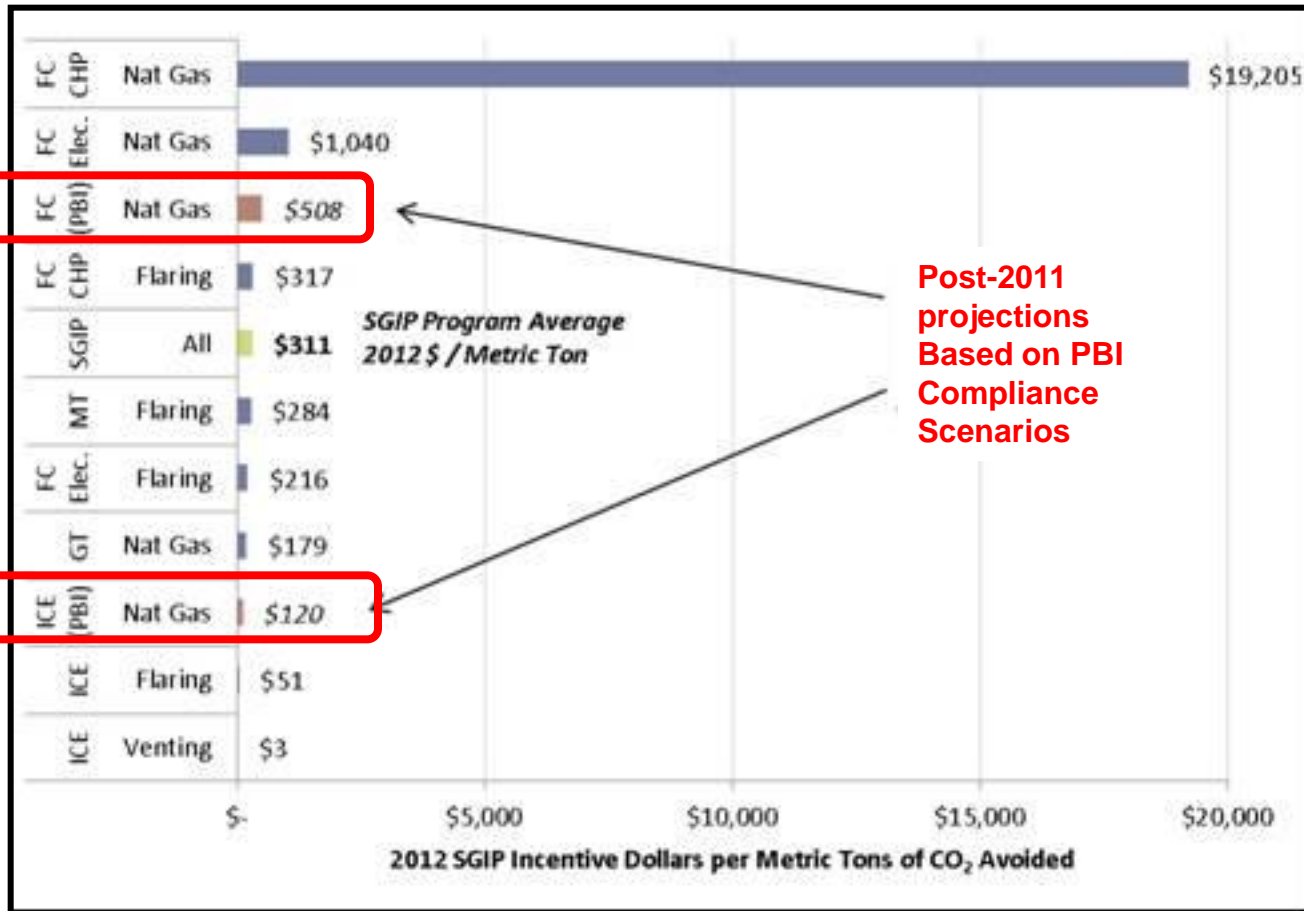 FC CHP Nat Gas $19,205
FC Elec. Nat Gas $1,040
FC (PBI) Nat Gas $508
FC CHP Flaring $317
SGIP All $311
SGIP Program Average
2012 $ / Metric Ton
MT Flaring $284
FC Elec. Flaring $216
GT Nat Gas $179
ICE (PBI) Nat Gas $120
ICE Flaring $51
ICE Venting $3
Post-2011
projections
Based on PBI
Compliance
Scenarios
$- $5,000 $10,000 $15,000 $20,000
2012 SGIP Incentive Dollars per Metric Tons of CO₂ Avoided